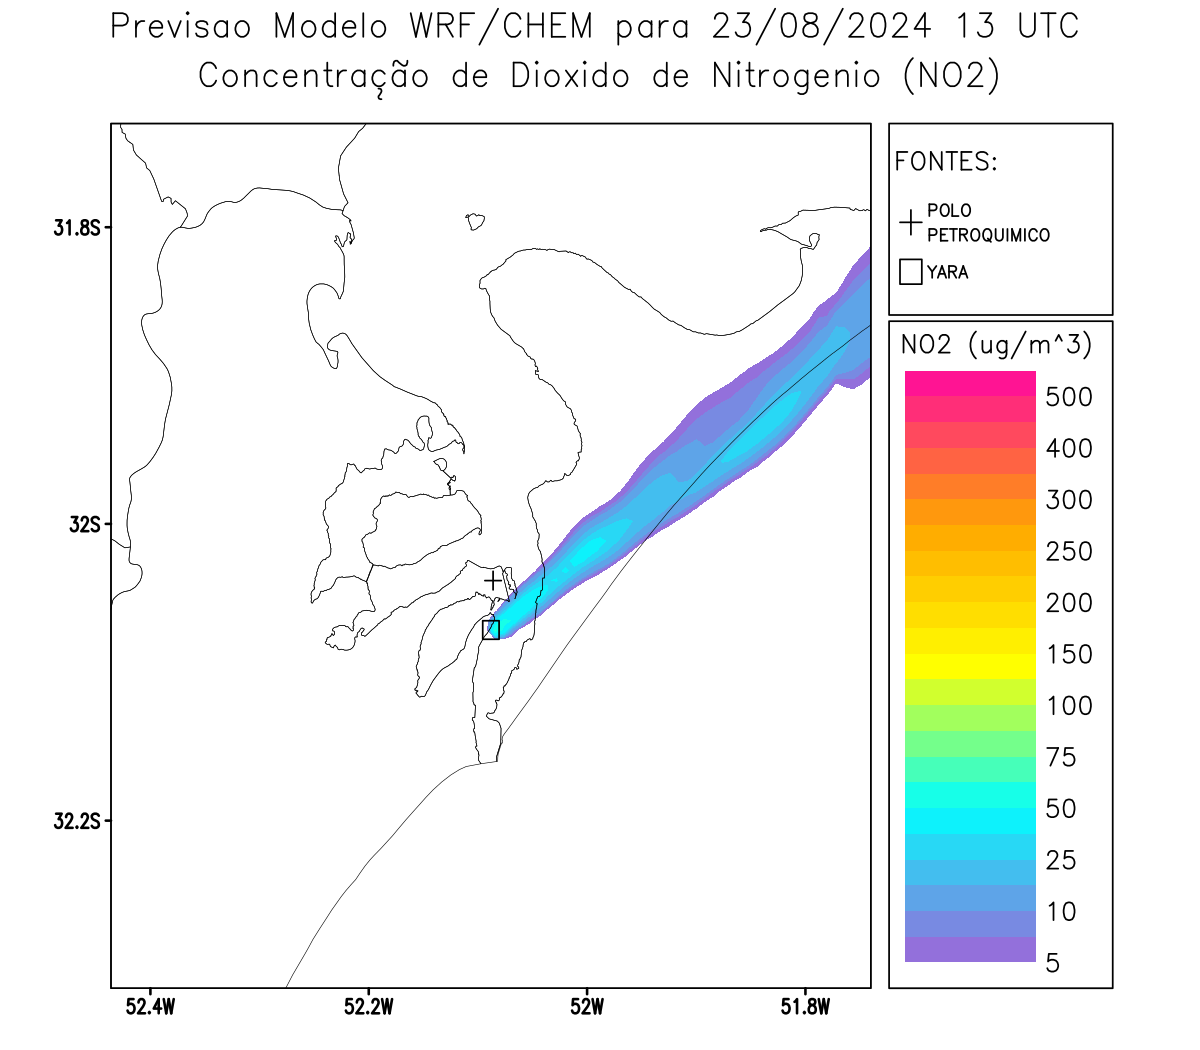 Previsao Modelo WRF/CHEM para 23/08/2024 13 UTC
Concentração de Dioxido de Nitrogenio (NO2)
FONTES:
POLO
PETROQUIMICO
YARA
NO2 (ug/m^3)
500
400
300
250
200
150
100
75
50
25
10
5
31.8S
32S
32.2S
52.4W
52.2W
52W
51.8W